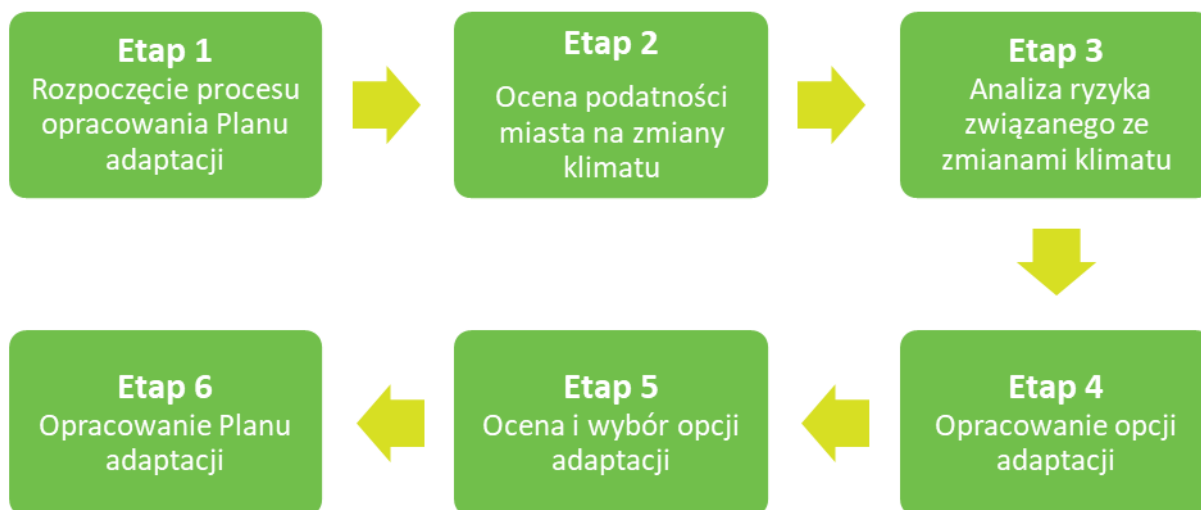 Etap 1
Rozpoczęcie procesu
opracowania Planu
adaptacji
Etap 2
Ocena podatności
miasta na zmiany
klimatu
Etap 3
Analiza ryzyka
związanego ze
zmianami klimatu
Etap 4
Opracowanie opcji
adaptacji
Etap 5
Ocena i wybór opcji
adaptacji
Etap 6
Opracowanie Planu
adaptacji